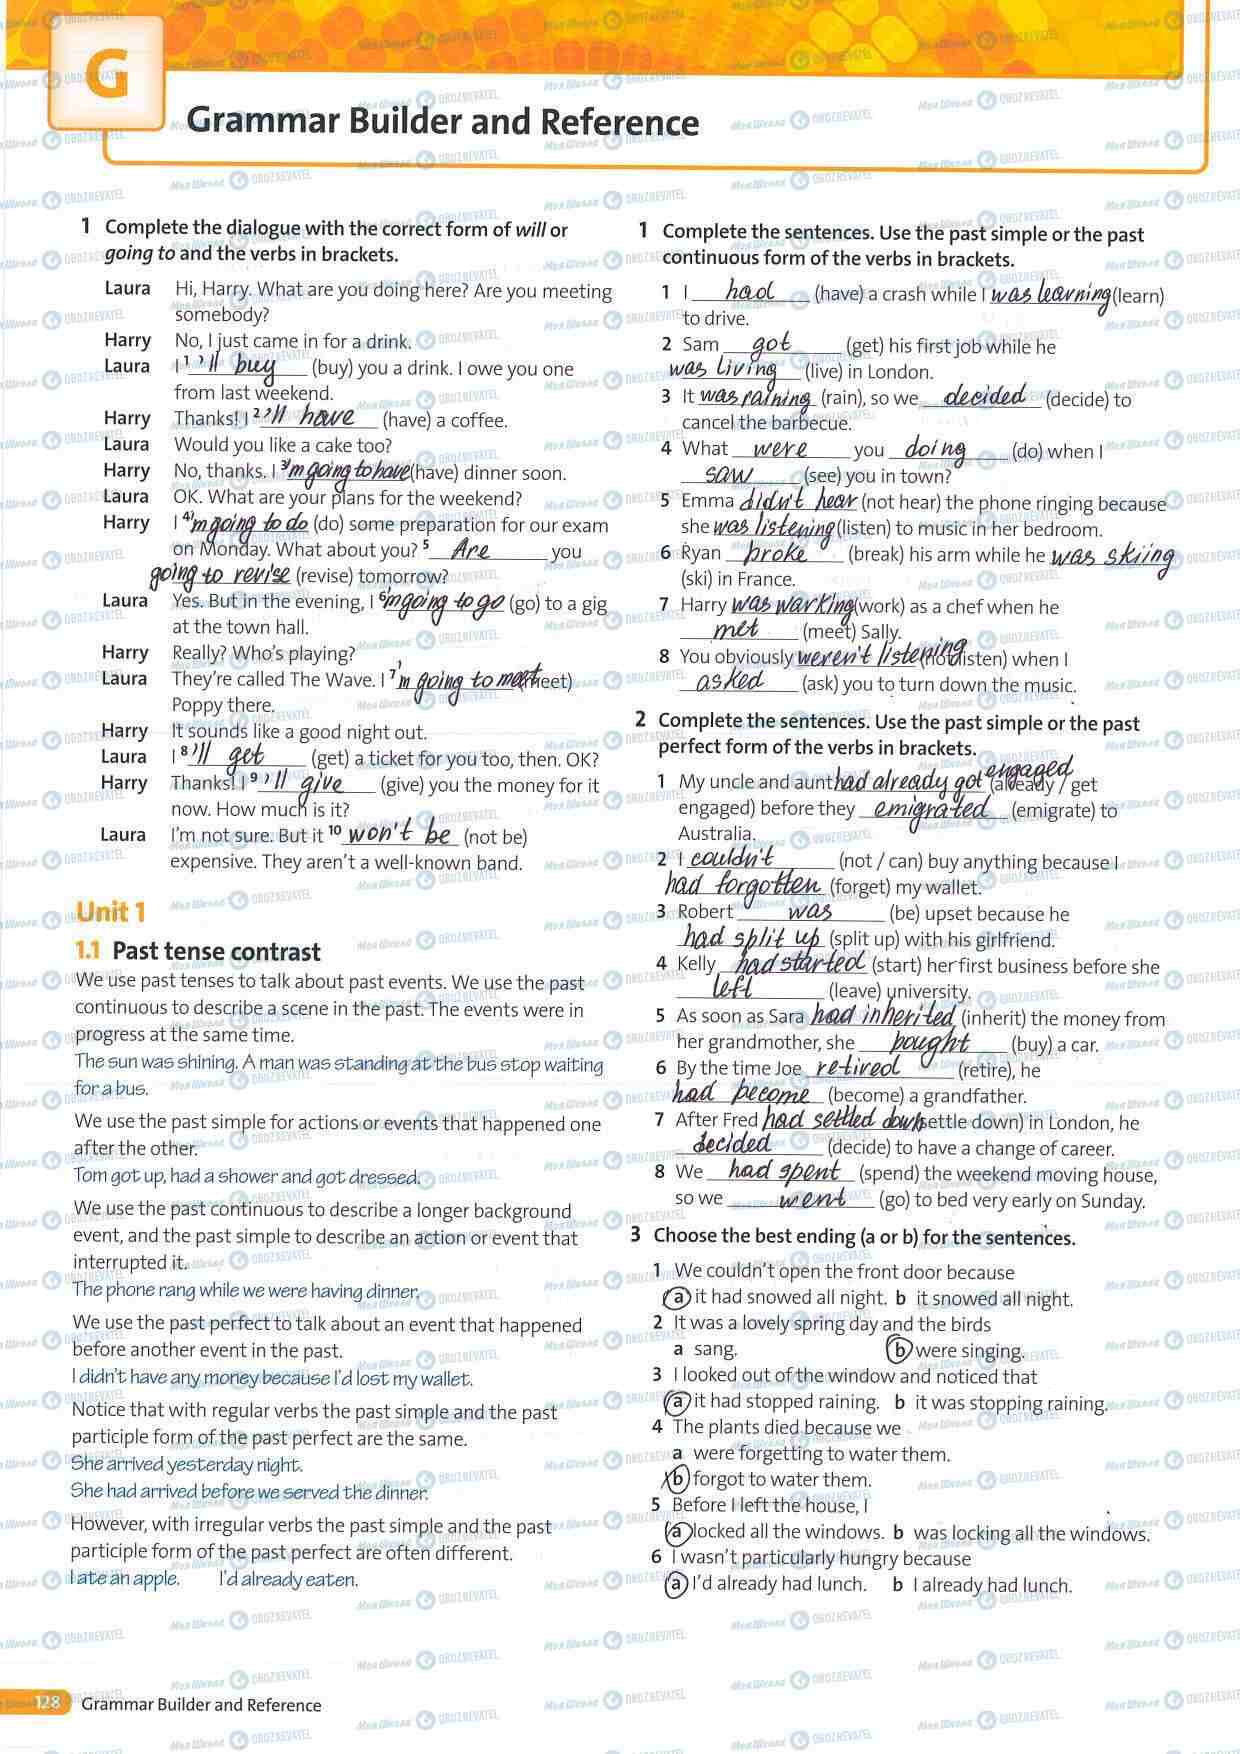 G
Grammar Builder and Reference
1 Complete the dialogue with the correct form of will or
going to and the verbs in brackets.
Laura Hi, Harry. What are you doing here? Are you meeting
somebody?
Harry No, I just came in for a drink.
Laura I 1 'll buy (buy) you a drink. I owe you one
from last weekend.
Harry Thanks! I 2 'll have (have) a coffee.
Laura Would you like a cake too?
Harry No, thanks. I 3 'm going to have (have) dinner soon.
Laura OK. What are your plans for the weekend?
Harry I 4 'm going to do (do) some preparation for our exam
on Monday. What about you? 5 Are you
going to revise (revise) tomorrow?
Laura Yes. But in the evening, I 6 'm going to go (go) to a gig
at the town hall.
Harry Really? Who's playing?
Laura They're called The Wave. I 7 'm going to meet (meet)
Poppy there.
Harry It sounds like a good night out.
Laura I 8 'll get (get) a ticket for you too, then. OK?
Harry Thanks! I 9 'll give (give) you the money for it
now. How much is it?
Laura I'm not sure. But it 10 won't be (not be)
expensive. They aren't a well-known band.
Unit 1
1.1 Past tense contrast
We use past tenses to talk about past events. We use the past
continuous to describe a scene in the past. The events were in
progress at the same time.
The sun was shining. A man was standing at the bus stop waiting
for a bus.
We use the past simple for actions or events that happened one
after the other.
Tom got up, had a shower and got dressed.
We use the past continuous to describe a longer background
event, and the past simple to describe an action or event that
interrupted it.
The phone rang while we were having dinner.
We use the past perfect to talk about an event that happened
before another event in the past.
I didn't have any money because I'd lost my wallet.
Notice that with regular verbs the past simple and the past
participle form of the past perfect are the same.
She arrived yesterday night.
She had arrived before we served the dinner.
However, with irregular verbs the past simple and the past
participle form of the past perfect are often different.
I ate an apple. I'd already eaten.
1 Complete the sentences. Use the past simple or the past
continuous form of the verbs in brackets.
1 I had (have) a crash while I was learning (learn)
to drive.
2 Sam got (get) his first job while he
was living (live) in London.
3 It was raining (rain), so we decided (decide) to
cancel the barbecue.
4 What were you doing (do) when I
saw (see) you in town?
5 Emma didn't hear (not hear) the phone ringing because
she was listening (listen) to music in her bedroom.
6 Ryan broke (break) his arm while he was skiing
(ski) in France.
7 Harry was warking (work) as a chef when he
met (meet) Sally.
8 You obviously weren't listening (not listen) when I
asked (ask) you to turn down the music.
2 Complete the sentences. Use the past simple or the past
perfect form of the verbs in brackets.
1 My uncle and aunt had already got engaged (already / get
engaged) before they emigrated (emigrate) to
Australia.
2 I couldn't (not / can) buy anything because I
had forgotten (forget) my wallet.
3 Robert was (be) upset because he
had split up (split up) with his girlfriend.
4 Kelly had started (start) her first business before she
left (leave) university.
5 As soon as Sara had inherited (inherit) the money from
her grandmother, she bought (buy) a car.
6 By the time Joe retired (retire), he
had become (become) a grandfather.
7 After Fred had settled down (settle down) in London, he
decided (decide) to have a change of career.
8 We had spent (spend) the weekend moving house,
so we went (go) to bed very early on Sunday.
3 Choose the best ending (a or b) for the sentences.
1 We couldn't open the front door because
a it had snowed all night. b it snowed all night.
2 It was a lovely spring day and the birds
a sang. b were singing.
3 I looked out of the window and noticed that
a it had stopped raining. b it was stopping raining.
4 The plants died because we
a were forgetting to water them.
b forgot to water them.
5 Before I left the house, I
a locked all the windows. b was locking all the windows.
6 I wasn't particularly hungry because
a I'd already had lunch. b I already had lunch.
128 Grammar Builder and Reference
Моя Школа OBOZREVATEL